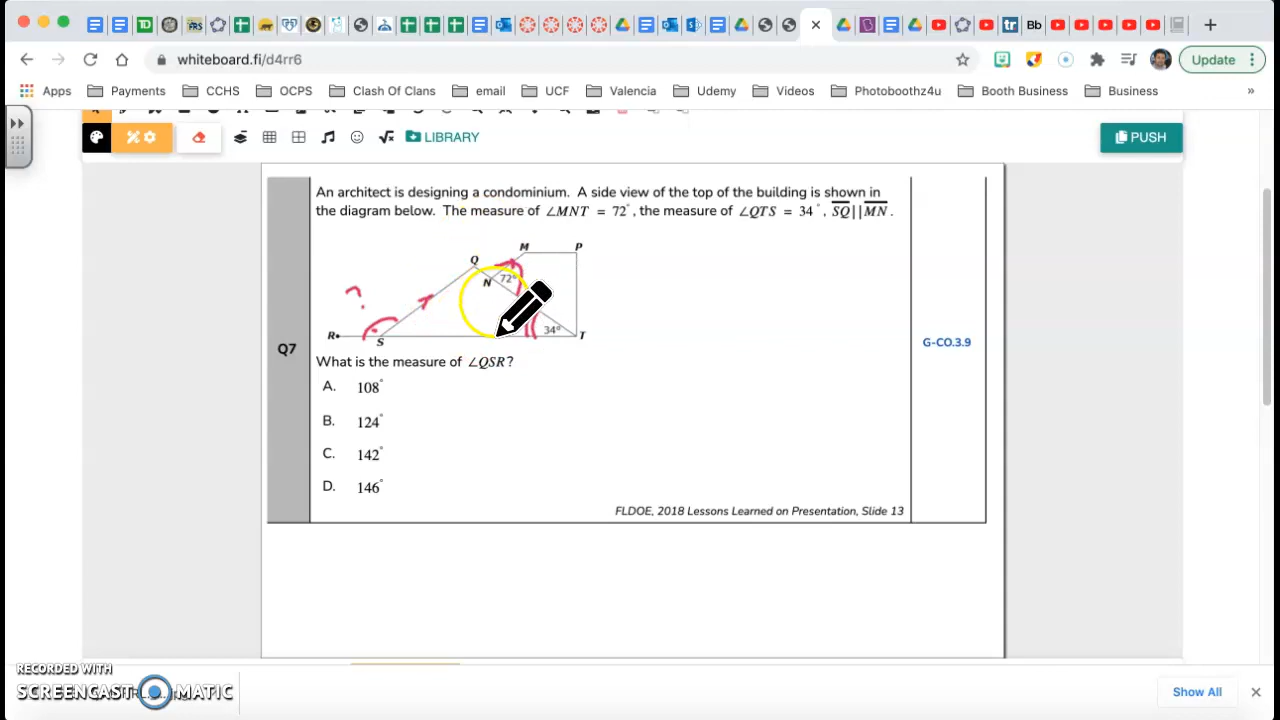 whiteboard.fi/d4rr6
Update
Apps
Payments
CCHS
OCPS
Clash Of Clans
email
UCF
Valencia
Udemy
Videos
Photoboothz4u
Booth Business
Business
»
LIBRARY
PUSH
An architect is designing a condominium. A side view of the top of the building is shown in
the diagram below. The measure of ∠MNT = 72°, the measure of ∠QTS = 34°, SQ||MN.
M
P
Q
N
72°
?
R
S
34°
T
Q7
What is the measure of ∠QSR?
G-CO.3.9
A. 108°
B. 124°
C. 142°
D. 146°
FLDOE, 2018 Lessons Learned on Presentation, Slide 13
RECORDED WITH
SCREENCAST MATIC
Show All